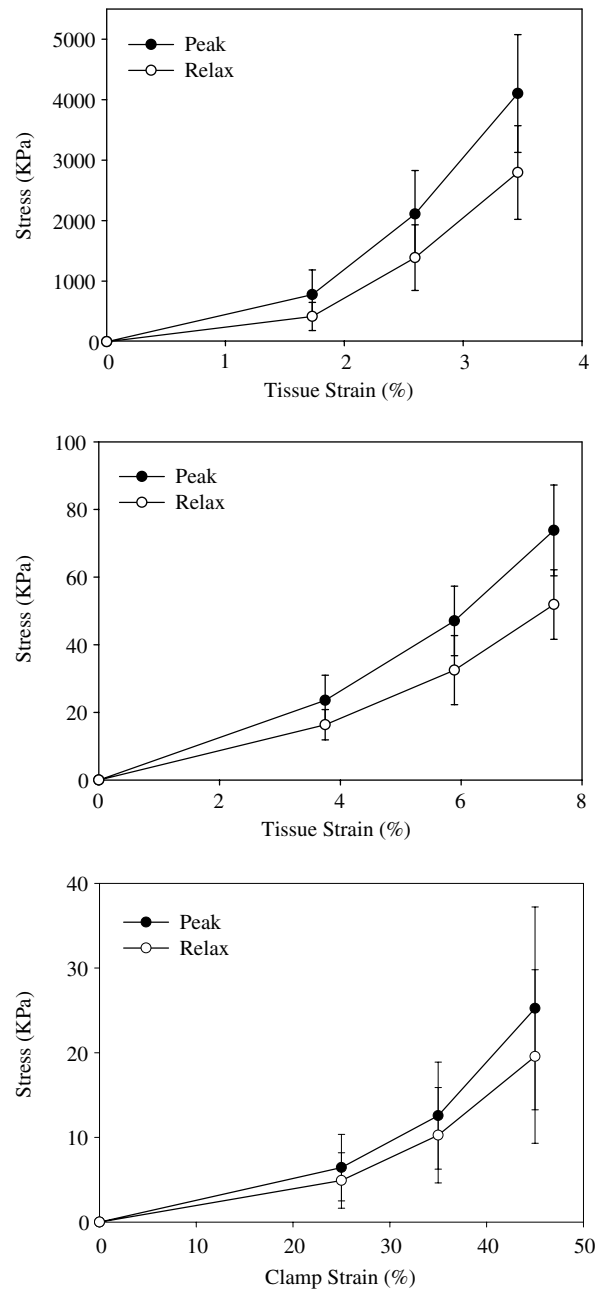 5000
4000
3000
2000
1000
0
Stress (KPa)
Peak
Relax
0 1 2 3 4
Tissue Strain (%)
100
80
60
40
20
0
Stress (KPa)
Peak
Relax
0 2 4 6 8
Tissue Strain (%)
40
30
20
10
0
Stress (KPa)
Peak
Relax
0 10 20 30 40 50
Clamp Strain (%)